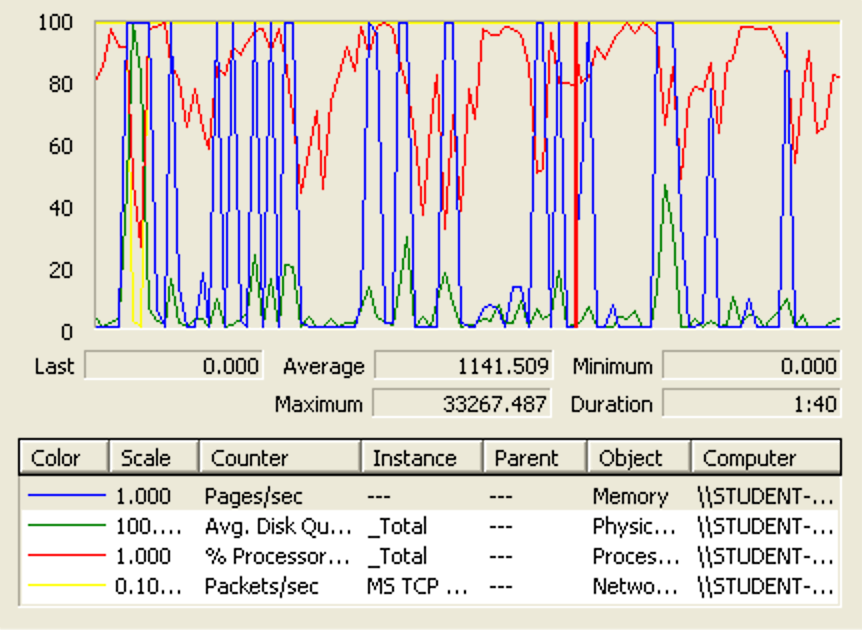 100
80
60
40
20
0
Last 0.000 Average 1141.509 Minimum 0.000
Maximum 33267.487 Duration 1:40
Color Scale Counter Instance Parent Object Computer
1.000 Pages/sec --- --- Memory \\STUDENT-...
100.... Avg. Disk Qu... _Total --- Physic... \\STUDENT-...
1.000 % Processor... _Total --- Proces... \\STUDENT-...
0.10... Packets/sec MS TCP ... --- Netwo... \\STUDENT-...